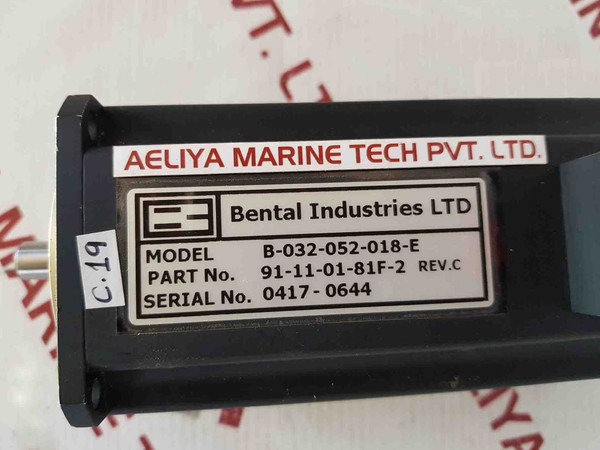 AELIYA MARINE TECH PVT. LTD.
Bental Industries LTD
MODEL B-032-052-018-E
PART No. 91-11-01-81F-2 REV.C
SERIAL No. 0417-0644
C.19